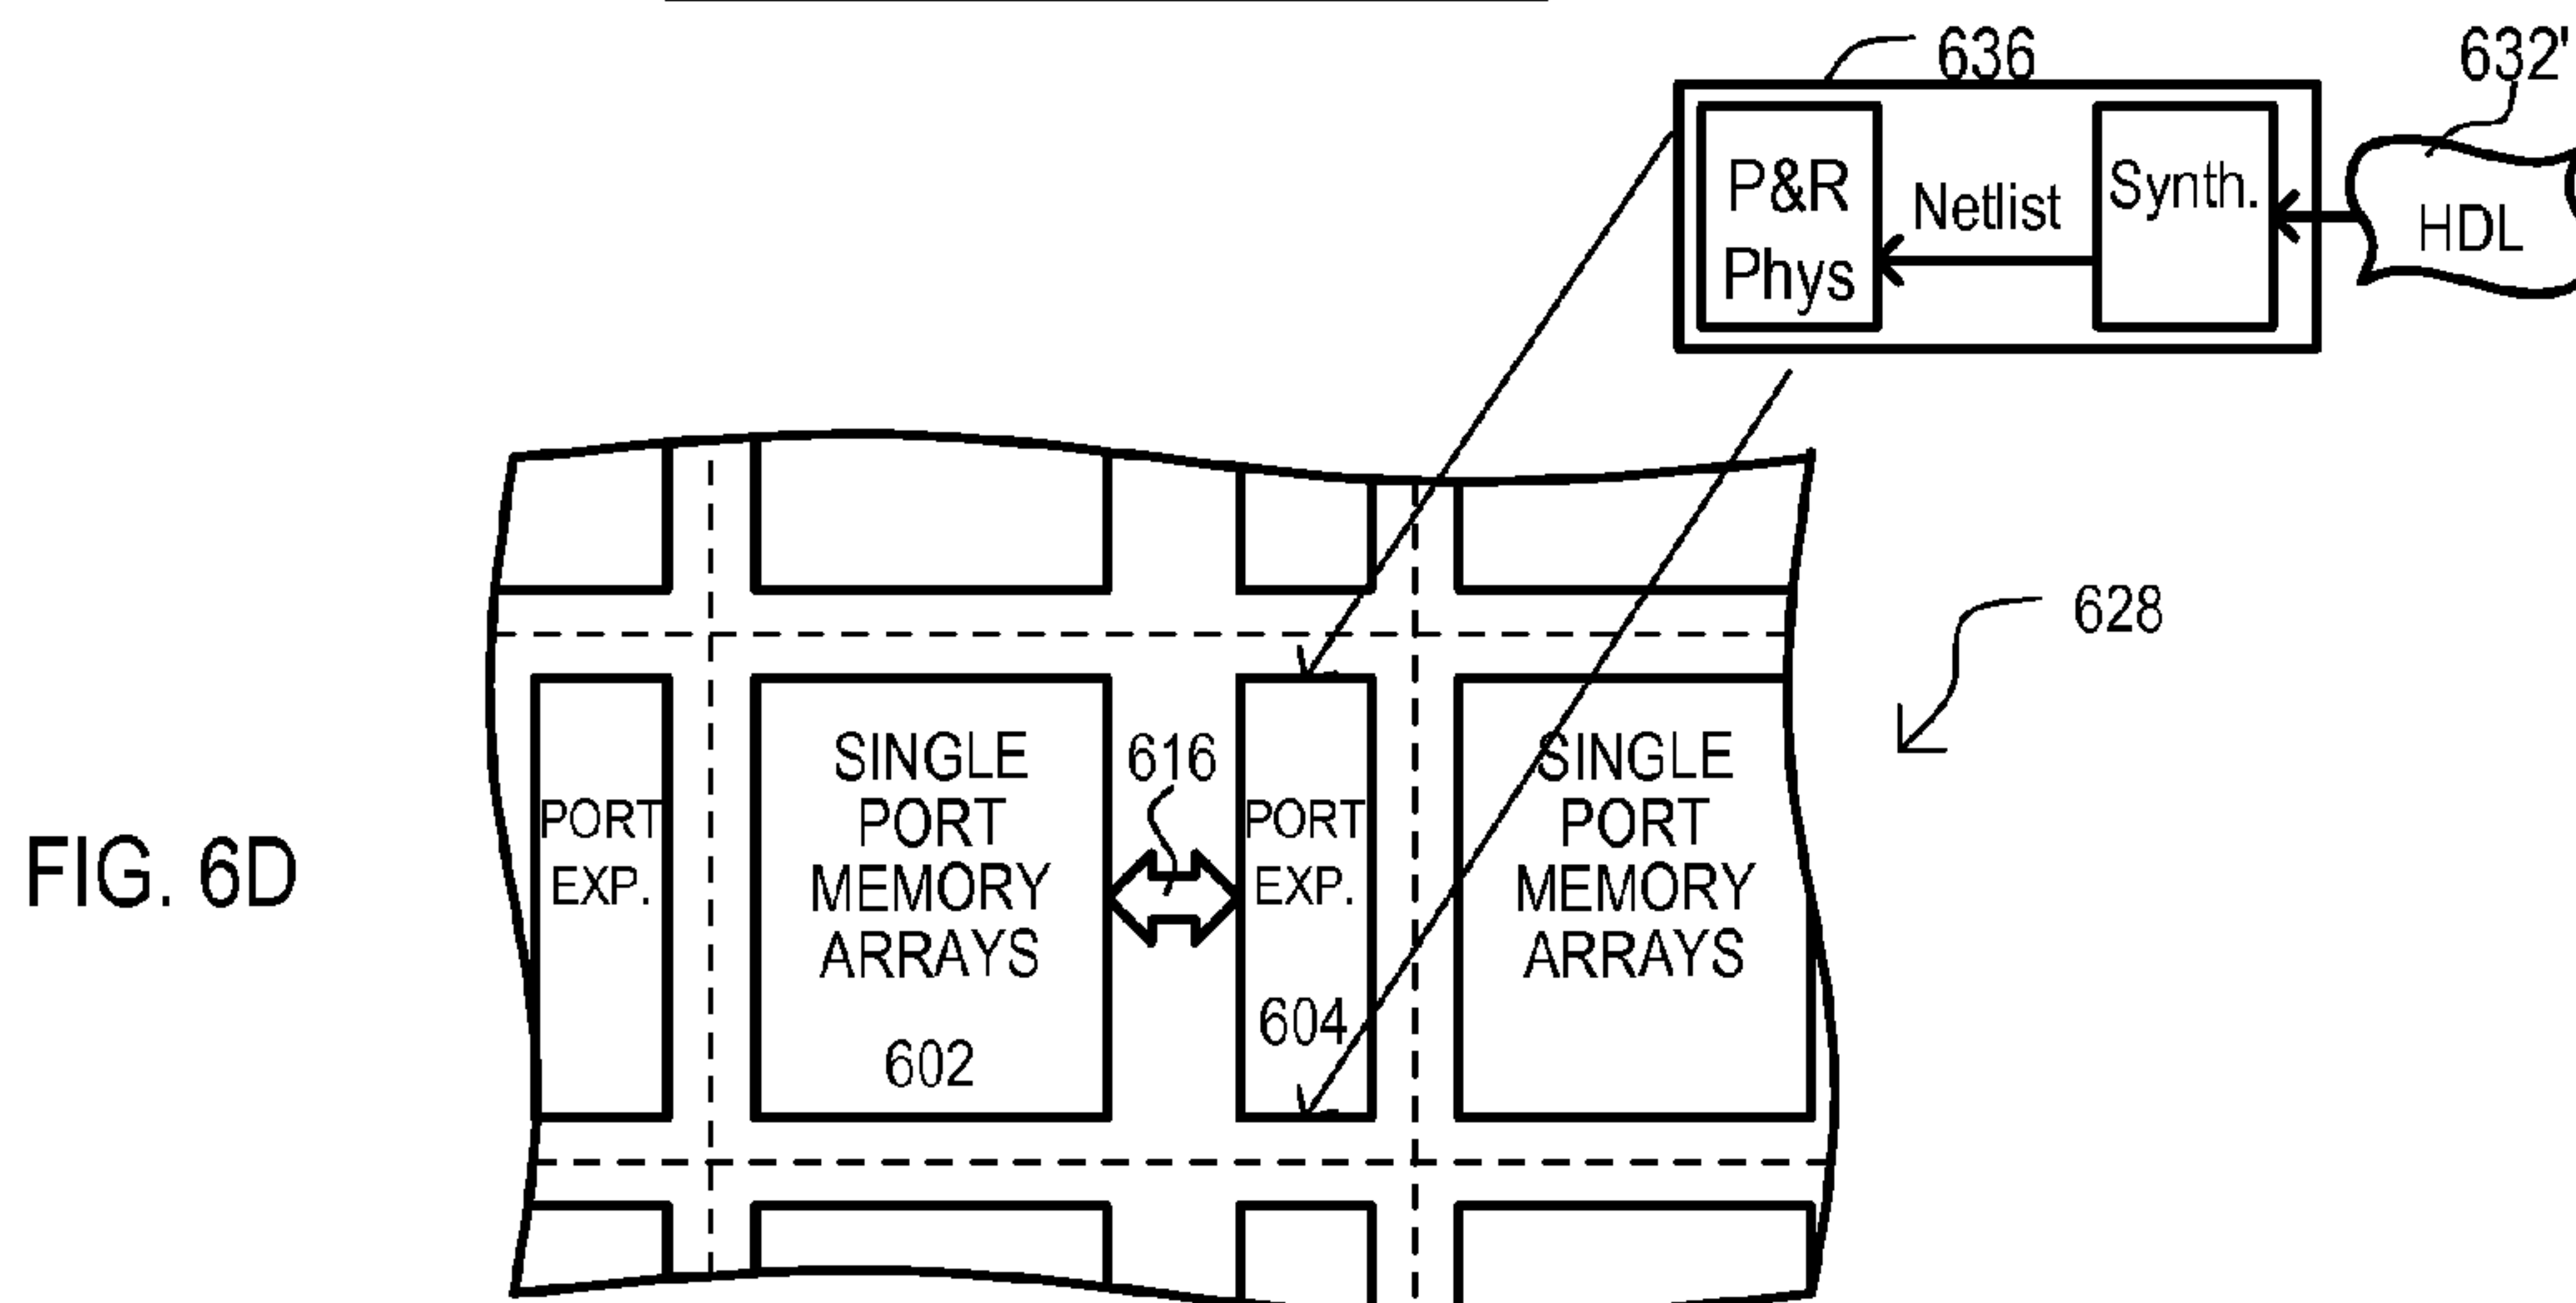 636
632'
P&R
Phys
Netlist
Synth.
HDL
628
PORT
EXP.
SINGLE
PORT
MEMORY
ARRAYS
602
616
PORT
EXP.
604
SINGLE
PORT
MEMORY
ARRAYS
FIG. 6D